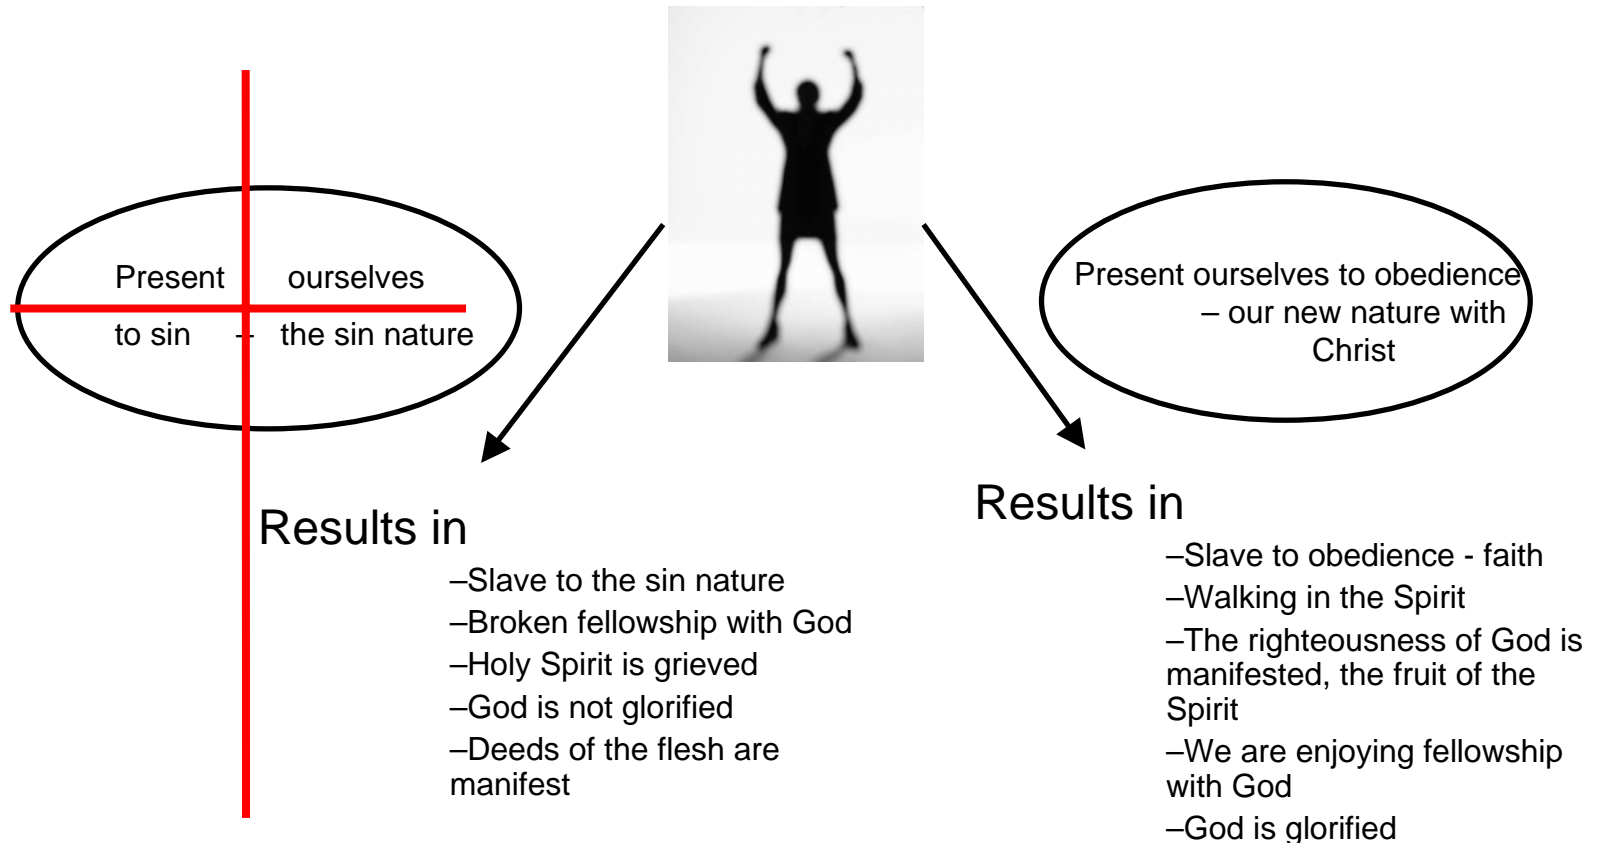 Present ourselves
to sin – the sin nature
Results in
–Slave to the sin nature
–Broken fellowship with God
–Holy Spirit is grieved
–God is not glorified
–Deeds of the flesh are
manifest
Present ourselves to obedience
– our new nature with
Christ
Results in
–Slave to obedience - faith
–Walking in the Spirit
–The righteousness of God is
manifested, the fruit of the
Spirit
–We are enjoying fellowship
with God
–God is glorified